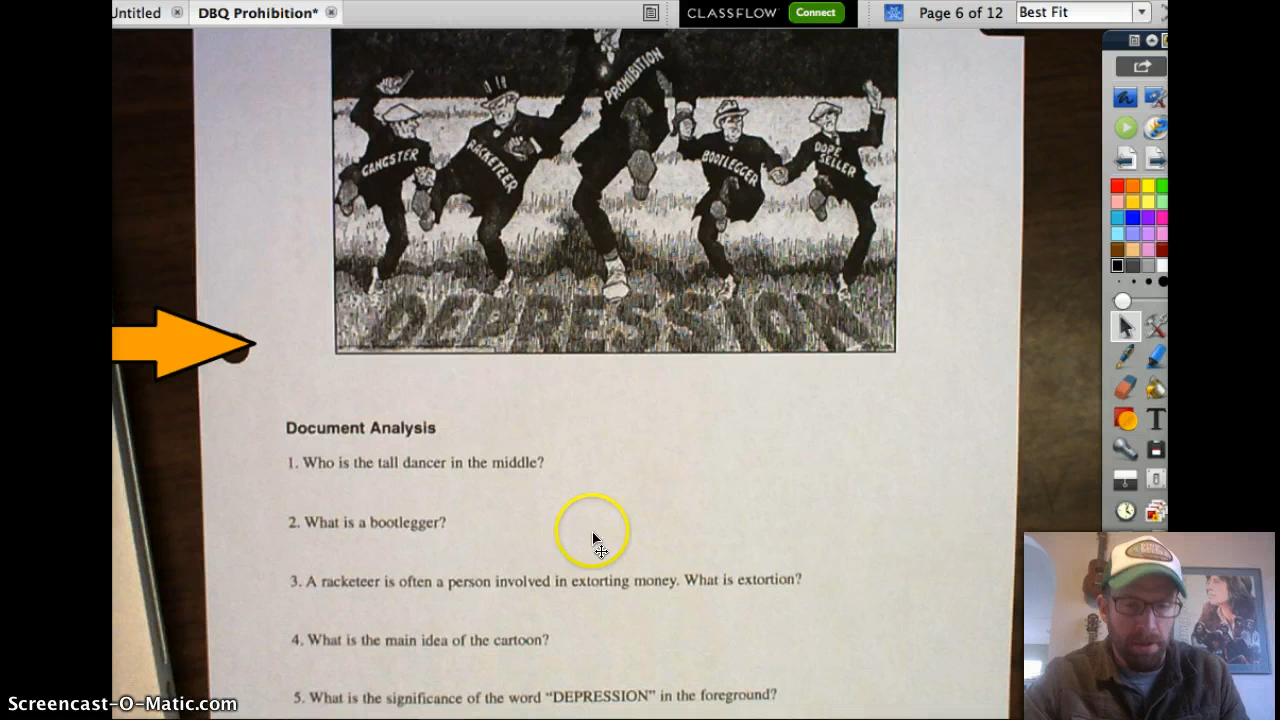 Untitled
DBQ Prohibition*
CLASSFLOW
Connect
Page 6 of 12
Best Fit
PROHIBITION
GANGSTER
RACKETEER
BOOTLEGGER
DOPE
SELLER
DEPRESSION
Document Analysis
1. Who is the tall dancer in the middle?
2. What is a bootlegger?
3. A racketeer is often a person involved in extorting money. What is extortion?
4. What is the main idea of the cartoon?
5. What is the significance of the word "DEPRESSION" in the foreground?
Screencast-O-Matic.com